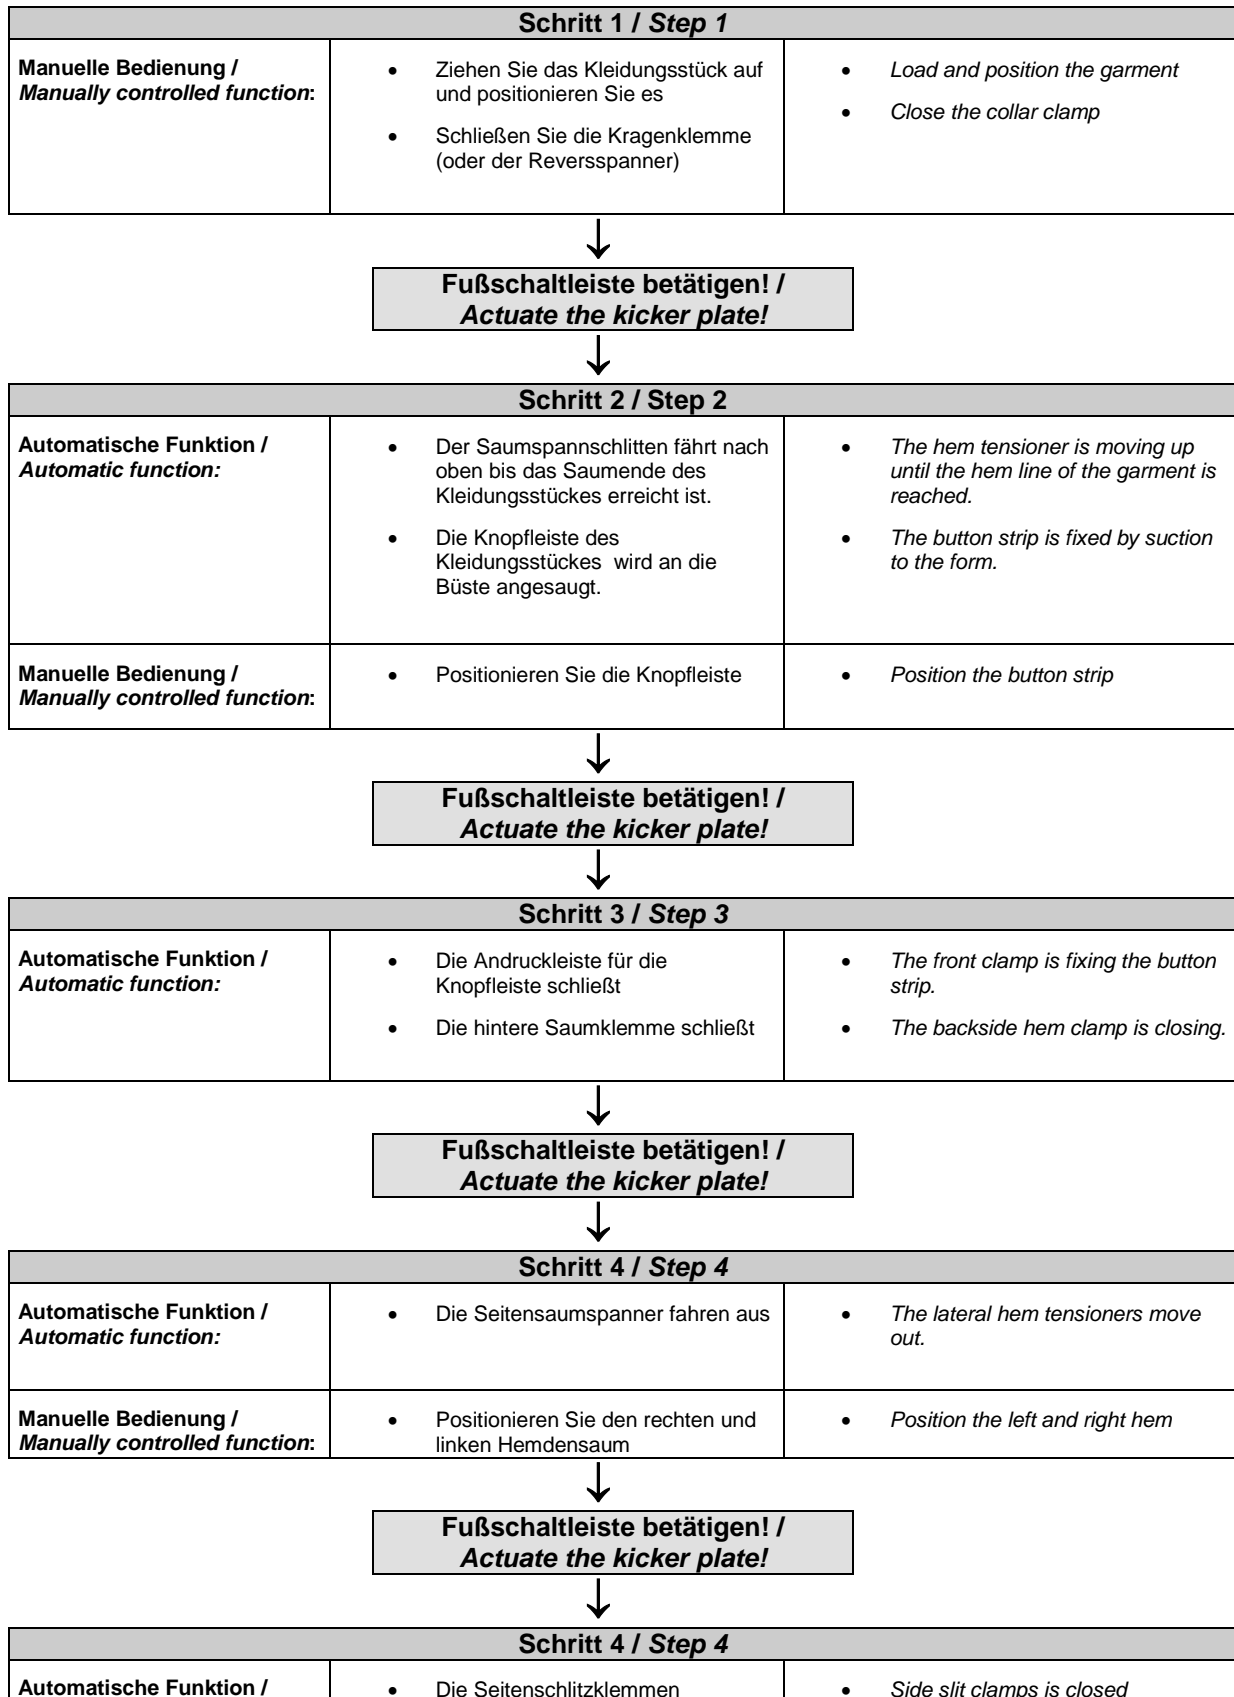 Schritt 1 / Step 1
Manuelle Bedienung /
Manually controlled function:
• Ziehen Sie das Kleidungsstück auf
und positionieren Sie es
• Schließen Sie die Kragenklemme
(oder der Reversspanner)
• Load and position the garment
• Close the collar clamp
Fußschaltleiste betätigen! /
Actuate the kicker plate!
Schritt 2 / Step 2
Automatische Funktion /
Automatic function:
• Der Saumspannschlitten fährt nach
oben bis das Saumende des
Kleidungsstückes erreicht ist.
• Die Knopfleiste des
Kleidungsstückes wird an die
Büste angesaugt.
• The hem tensioner is moving up
until the hem line of the garment is
reached.
• The button strip is fixed by suction
to the form.
Manuelle Bedienung /
Manually controlled function:
• Positionieren Sie die Knopfleiste
• Position the button strip
Fußschaltleiste betätigen! /
Actuate the kicker plate!
Schritt 3 / Step 3
Automatische Funktion /
Automatic function:
• Die Andruckleiste für die
Knopfleiste schließt
• Die hintere Saumklemme schließt
• The front clamp is fixing the button
strip.
• The backside hem clamp is closing.
Fußschaltleiste betätigen! /
Actuate the kicker plate!
Schritt 4 / Step 4
Automatische Funktion /
Automatic function:
• Die Seitensaumspanner fahren aus
• The lateral hem tensioners move
out.
Manuelle Bedienung /
Manually controlled function:
• Positionieren Sie den rechten und
linken Hemdensaum
• Position the left and right hem
Fußschaltleiste betätigen! /
Actuate the kicker plate!
Schritt 4 / Step 4
Automatische Funktion /
• Die Seitenschlitzklemmen
• Side slit clamps is closed